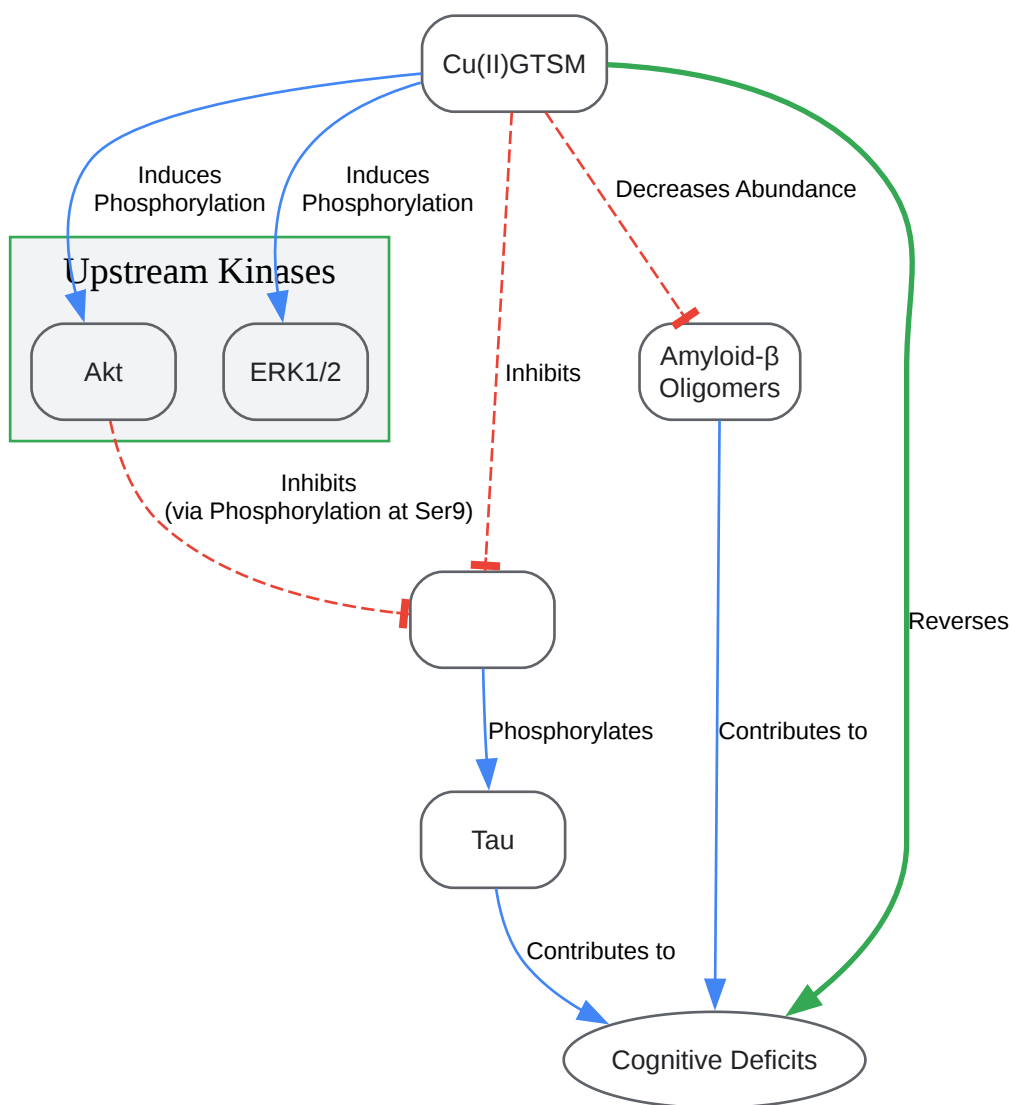 Cu(II)GTSM
Induces
Phosphorylation
Induces
Phosphorylation
Decreases Abundance
Upstream Kinases
Akt
ERK1/2
Inhibits
Amyloid-β
Oligomers
Inhibits
(via Phosphorylation at Ser9)
Reverses
Phosphorylates
Contributes to
Tau
Contributes to
Cognitive Deficits